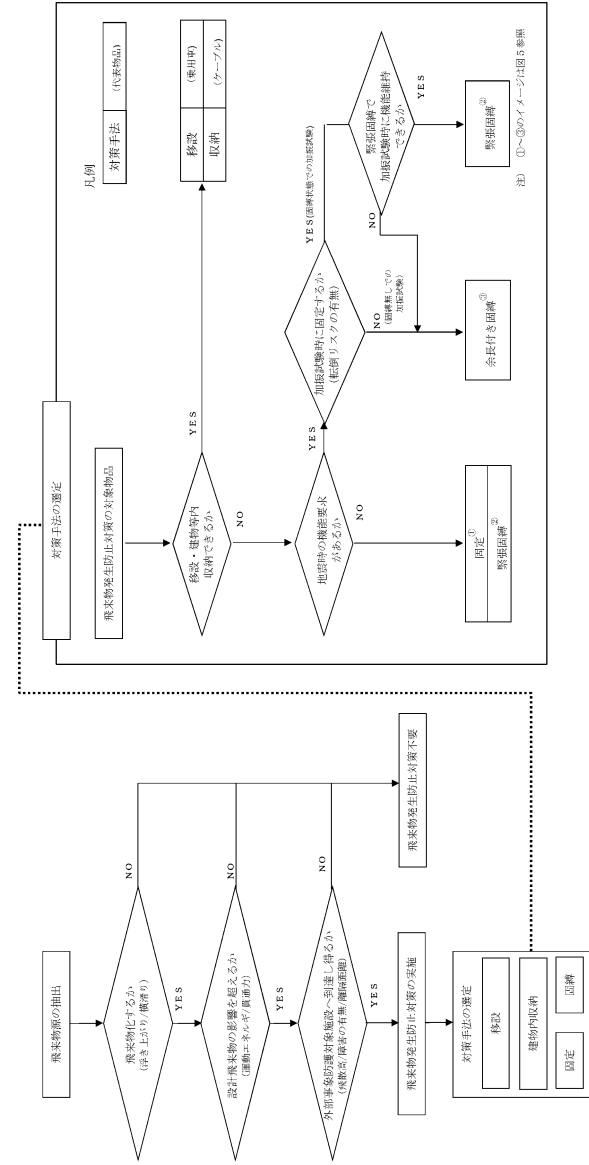 飛来物源の抽出
飛来物化するか
(浮き上がり/横滑り)
NO
YES
設計飛来物の影響を超えるか
(運動エネルギ/貫通力)
NO
YES
外部事象防護対象施設へ到達し得るか
(飛散高/障害の有無/離隔距離)
NO
YES
飛来物発生防止対策の実施
飛来物発生防止対策不要
対策手法の選定
移設
建物内収納
固定
固縛
対策手法の選定
飛来物発生防止対策の対象物品
凡例
対策手法
(代表物品)
移設・建物等内
収納できるか
YES
NO
移設
(乗用車)
収納
(ケーブル)
地震時の機能要求
があるか
YES
NO
加振試験時に固定するか
(転倒リスクの有無)
YES(固縛状態での加振試験)
NO
(固縛無しでの
加振試験)
緊張固縛で
加振試験時に機能維持
できるか
NO
YES
固定①
緊張固縛②
余長付き固縛③
緊張固縛②
注) ①~③のイメージは図5参照